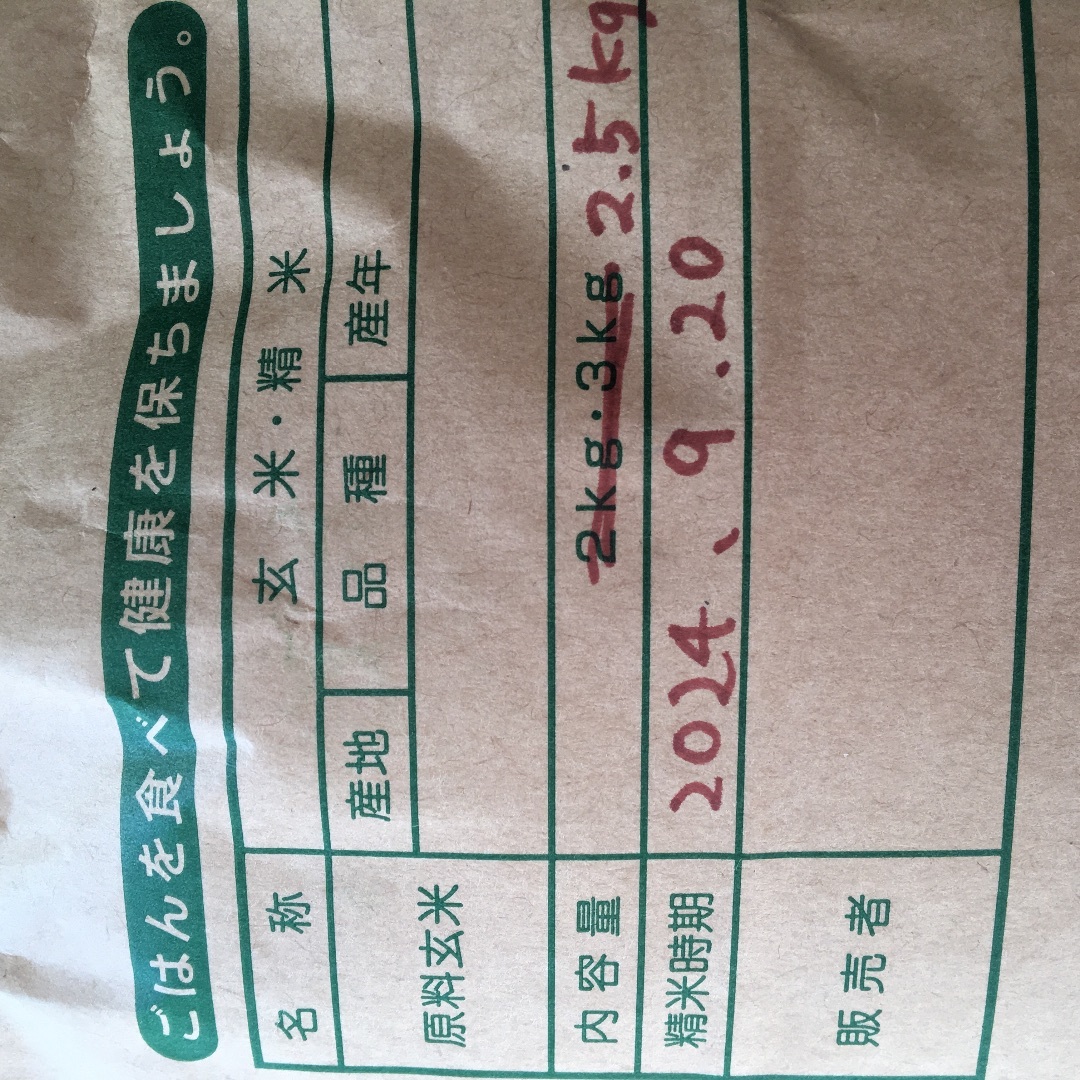 ごはんを食べて健康を保ちましょう。
名称 玄米・精米
原料玄米 産地 品種 産年
内容量 2kg・3kg 2.5kg
精米時期 2024、9.20
販売者